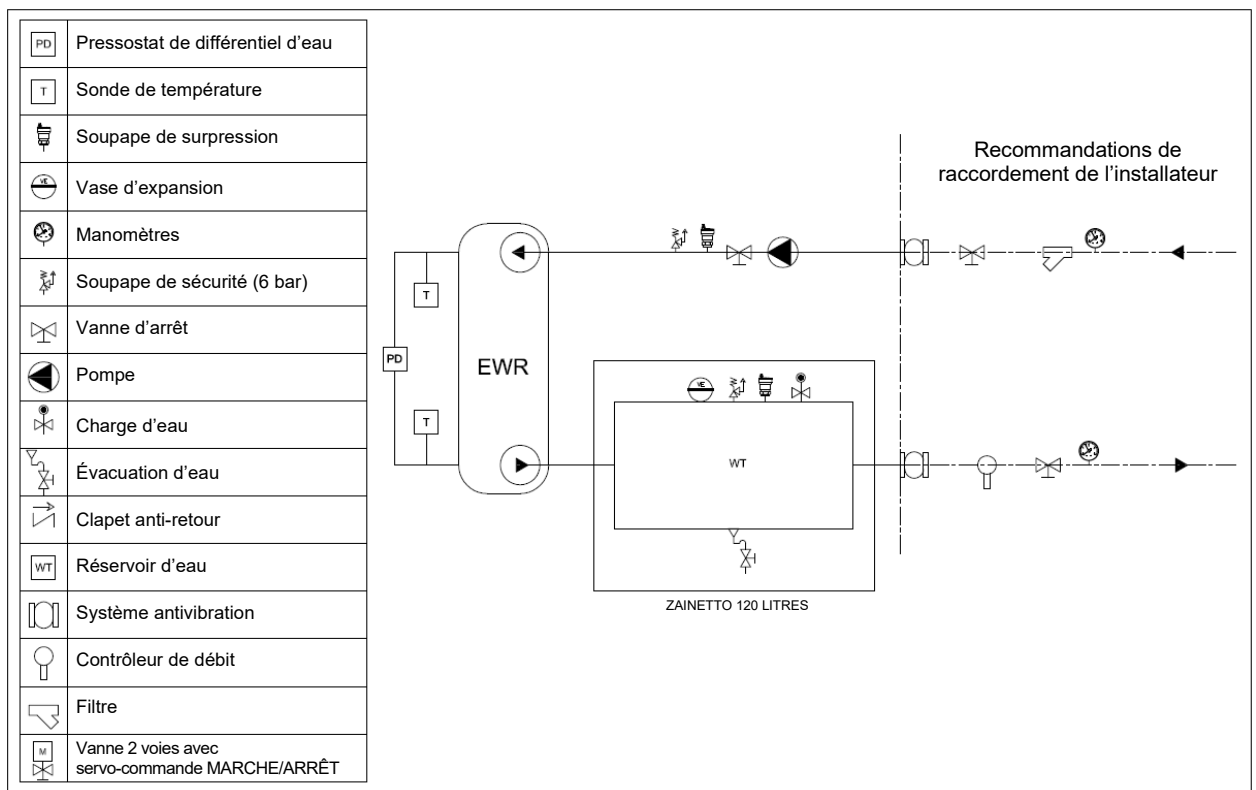 PD Pressostat de différentiel d'eau
T Sonde de température
Soupape de surpression
VE Vase d'expansion
Manomètres
Soupape de sécurité (6 bar)
Vanne d'arrêt
Pompe
Charge d'eau
Évacuation d'eau
Clapet anti-retour
WT Réservoir d'eau
Système antivibration
Contrôleur de débit
Filtre
M Vanne 2 voies avec
servo-commande MARCHE/ARRÊT
Recommandations de
raccordement de l'installateur
T
PD
EWR
T
VE
WT
ZAINETTO 120 LITRES